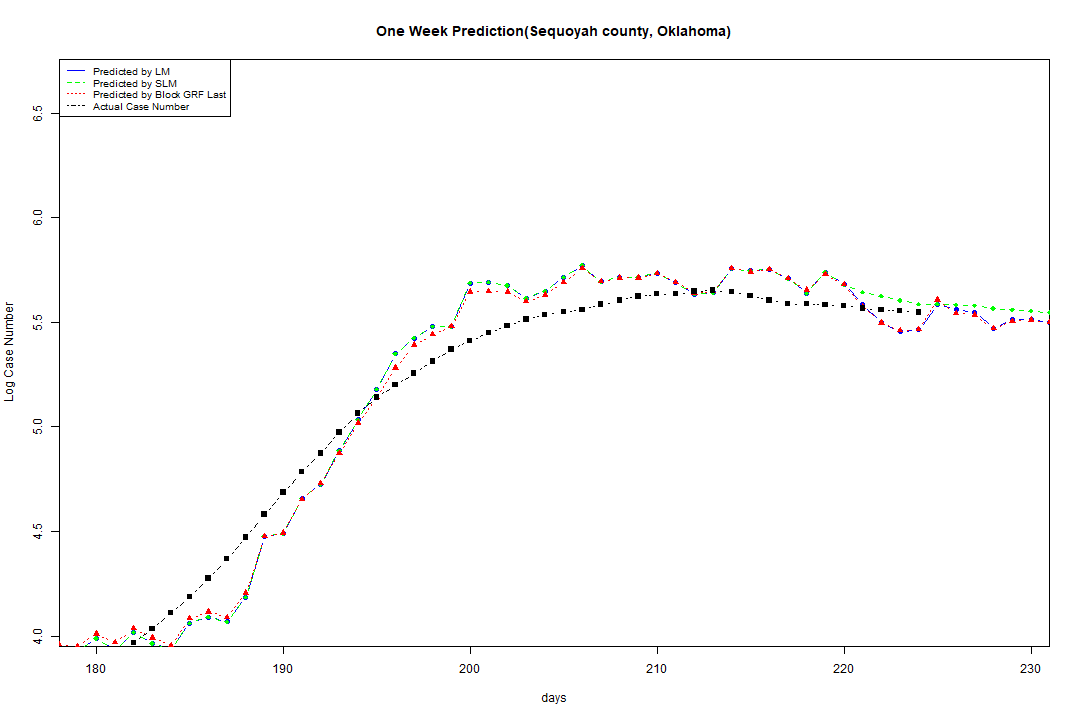 One Week Prediction(Sequoyah county, Oklahoma)
Predicted by LM
Predicted by SLM
Predicted by Block GRF Last
Actual Case Number
6.5
6.0
5.5
5.0
4.5
4.0
Log Case Number
180 190 200 210 220 230
days